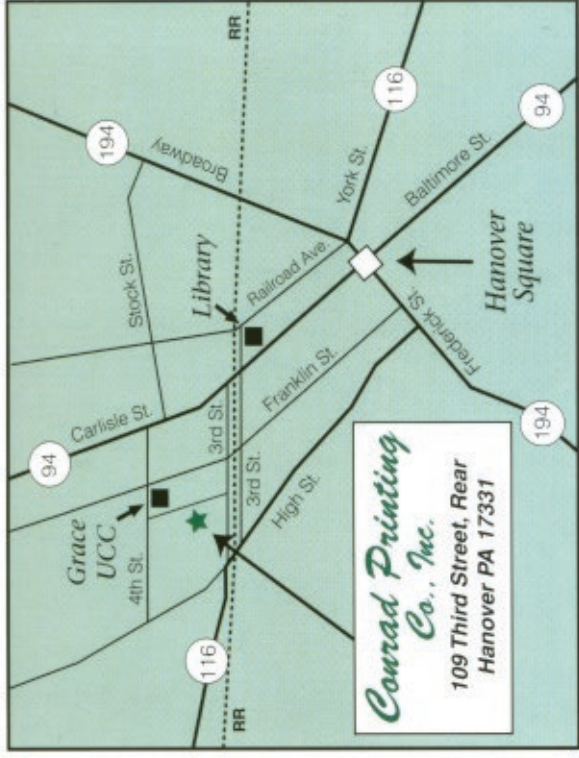 RR
194
Broadway
116
York St.
94
Baltimore St.
Stock St.
Library
Railroad Ave.
Hanover
Square
Carlisle St.
94
3rd St.
Franklin St.
Frederick St.
Grace
UCC
4th St.
3rd St.
High St.
194
116
RR
Conrad Printing
Co., Inc.
109 Third Street, Rear
Hanover PA 17331